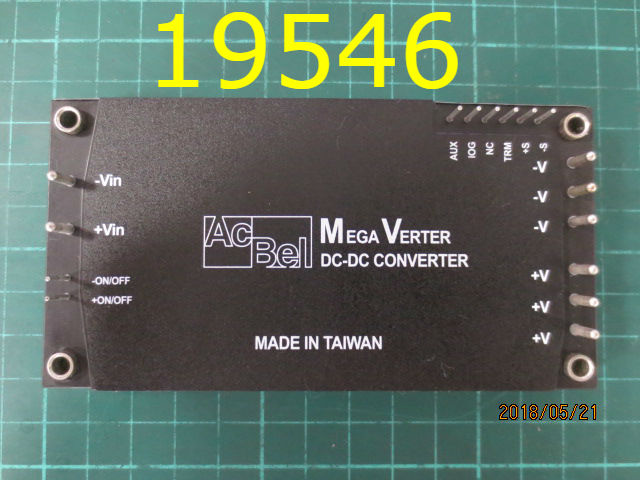 19546
AUX
IOG
NC
TRM
+S
-S
-V
-V
-V
+V
+V
+V
-Vin
+Vin
-ON/OFF
+ON/OFF
AcBel
MEGA VERTER
DC-DC CONVERTER
MADE IN TAIWAN
2018/05/21